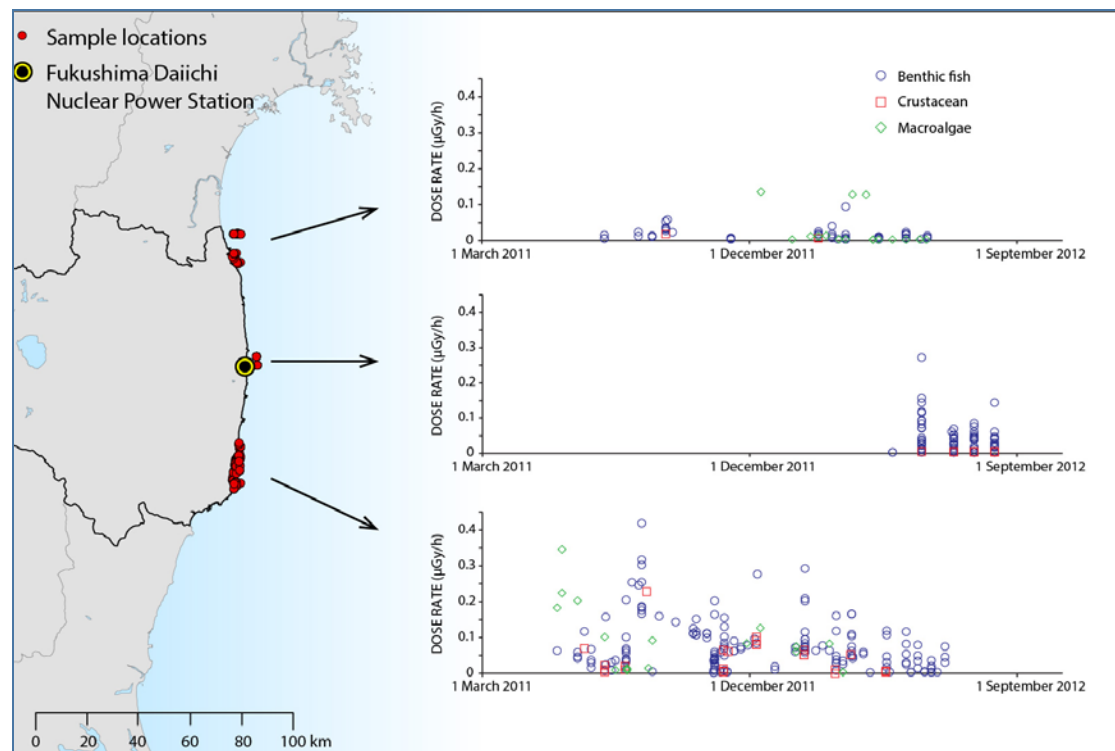 Sample locations
Fukushima Daiichi
Nuclear Power Station
0 20 40 60 80 100 km
Benthic fish
Crustacean
Macroalgae
DOSE RATE (µGy/h)
0.4
0.3
0.2
0.1
0
1 March 2011 1 December 2011 1 September 2012
DOSE RATE (µGy/h)
0.4
0.3
0.2
0.1
0
1 March 2011 1 December 2011 1 September 2012
DOSE RATE (µGy/h)
0.4
0.3
0.2
0.1
0
1 March 2011 1 December 2011 1 September 2012